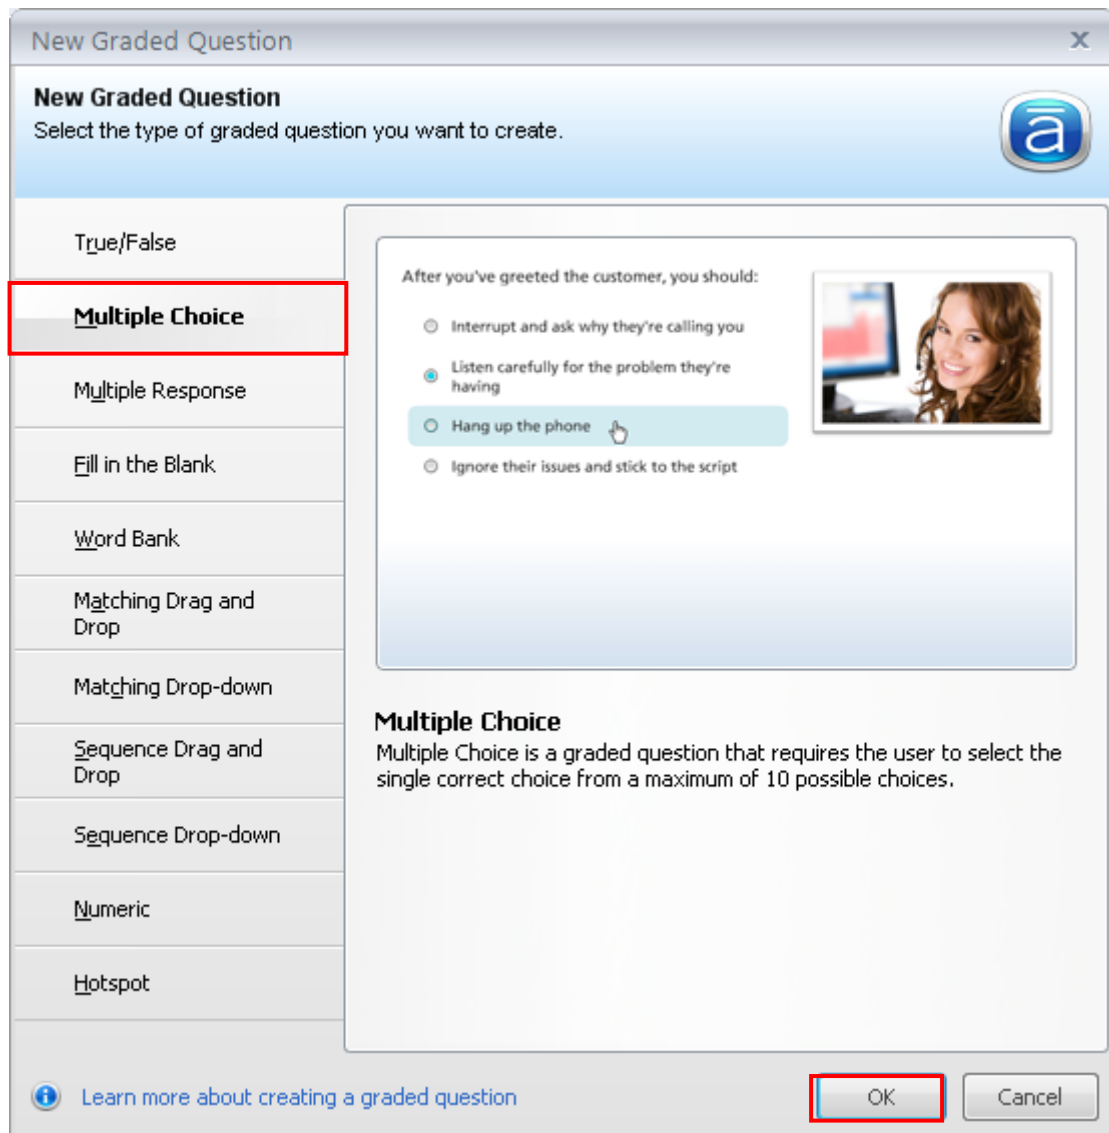 New Graded Question
x
New Graded Question
Select the type of graded question you want to create.
ā
True/False
Multiple Choice
Multiple Response
Fill in the Blank
Word Bank
Matching Drag and
Drop
Matching Drop-down
Sequence Drag and
Drop
Sequence Drop-down
Numeric
Hotspot
After you've greeted the customer, you should:
Interrupt and ask why they're calling you
Listen carefully for the problem they're
having
Hang up the phone
Ignore their issues and stick to the script
Multiple Choice
Multiple Choice is a graded question that requires the user to select the
single correct choice from a maximum of 10 possible choices.
Learn more about creating a graded question
OK
Cancel